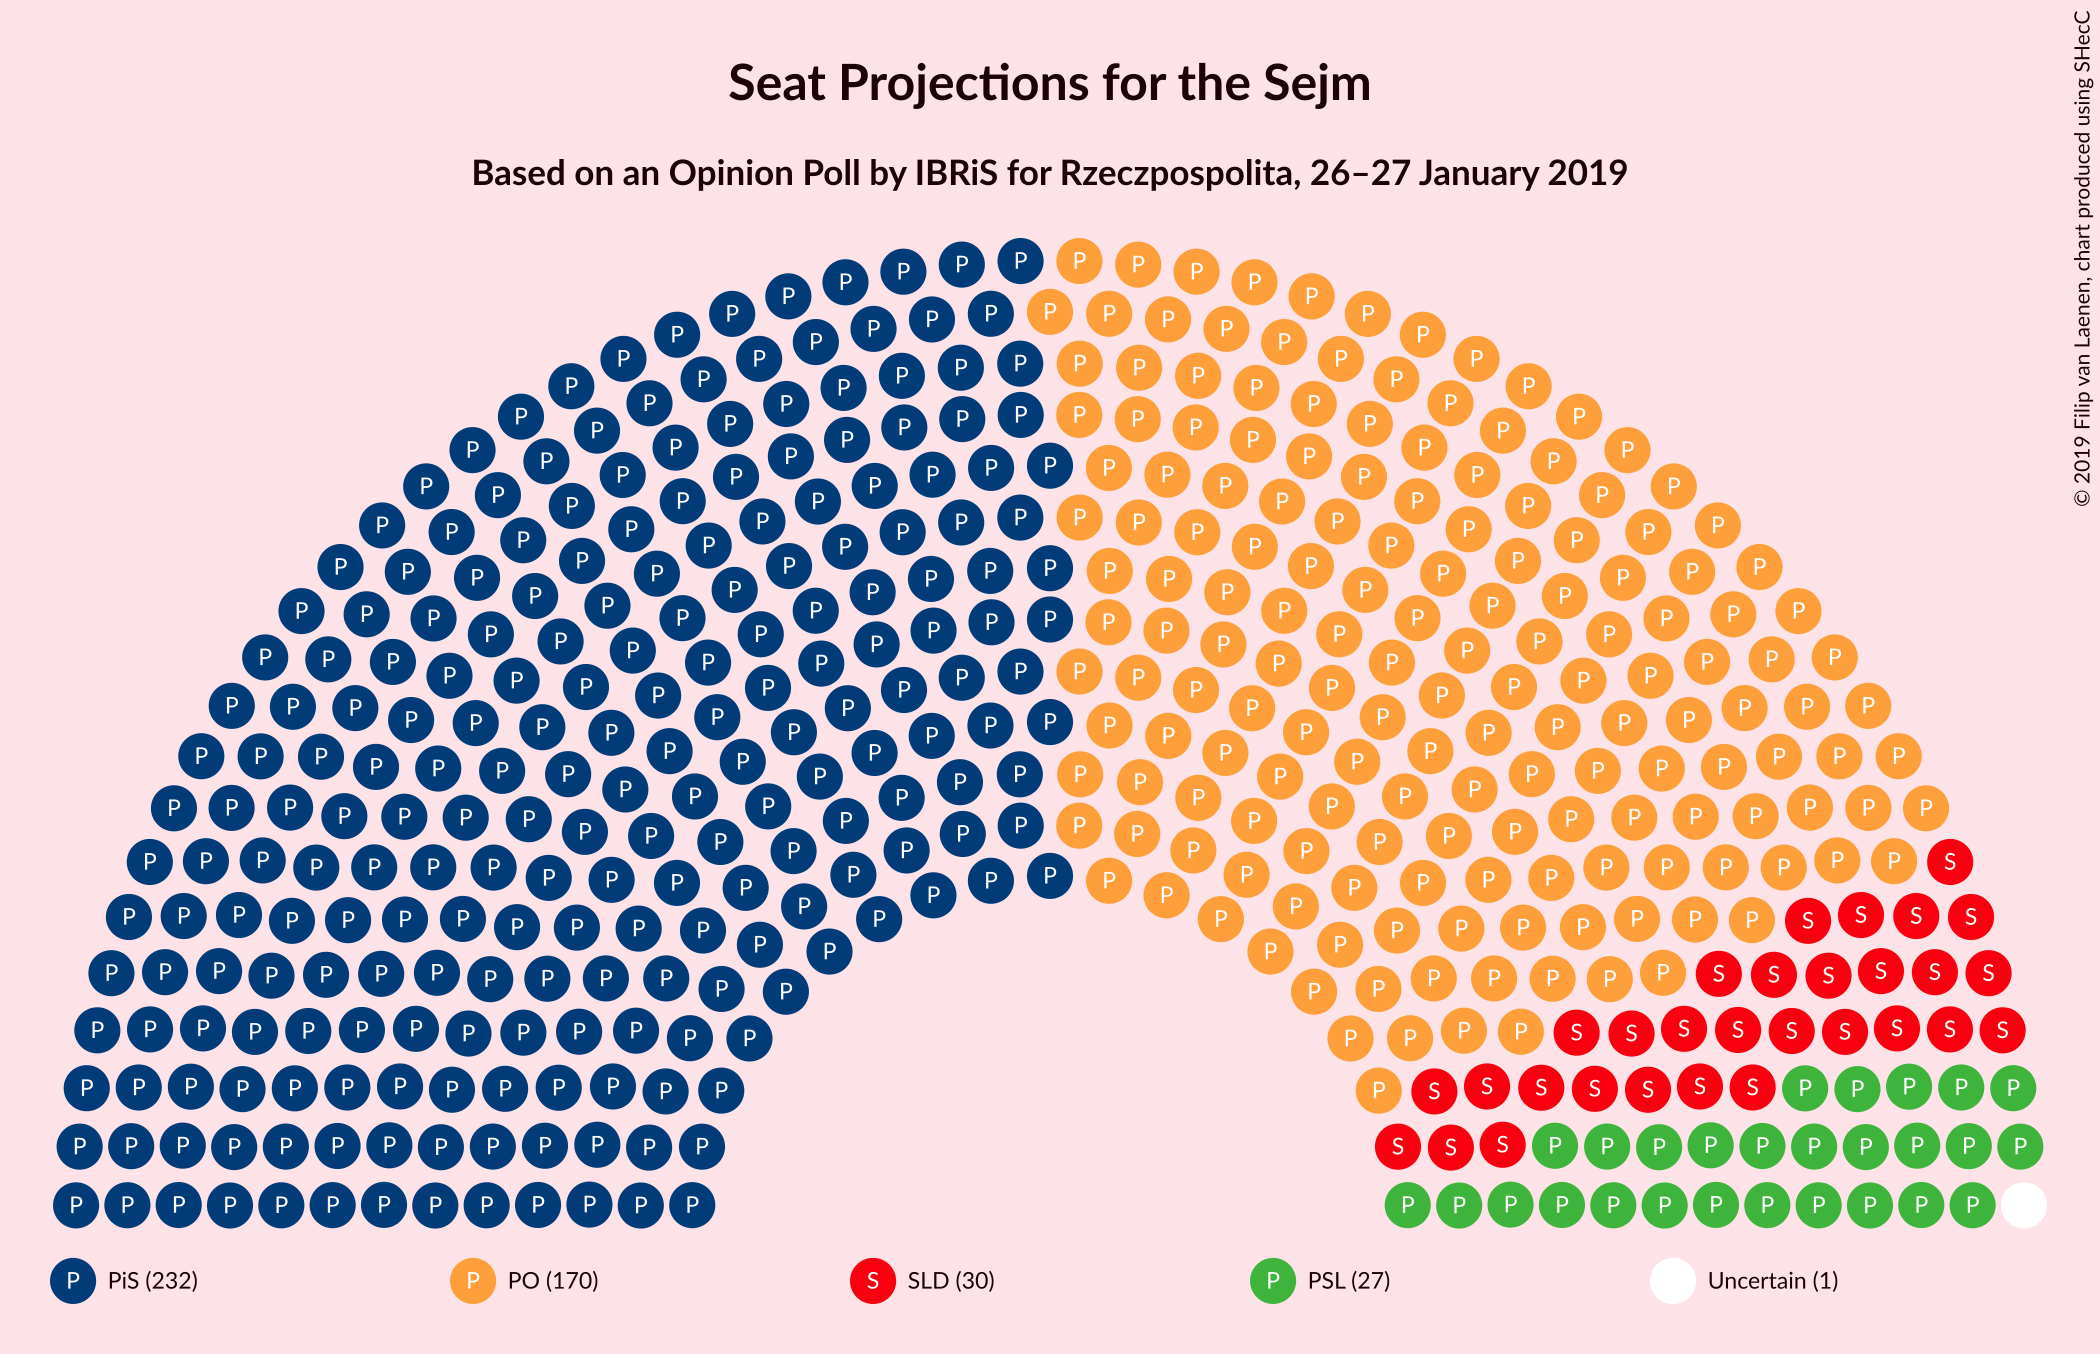 Seat Projections for the Sejm
Based on an Opinion Poll by IBRiS for Rzeczpospolita, 26–27 January 2019
© 2019 Filip van Laenen, chart produced using SHecC
P PiS (232)
P PO (170)
S SLD (30)
P PSL (27)
Uncertain (1)